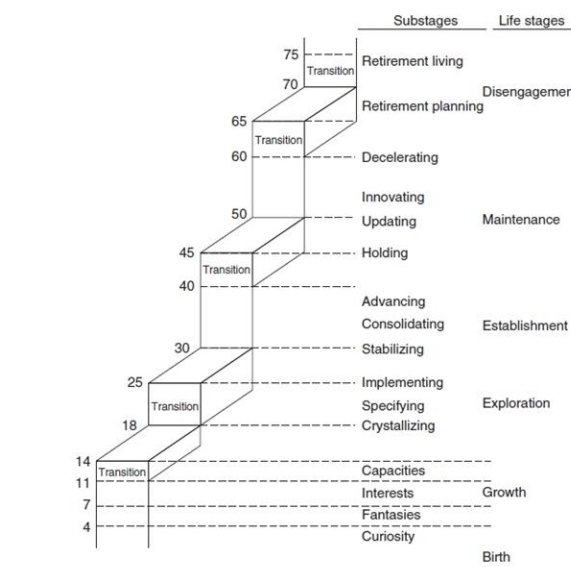 Substages Life stages
75
Transition Retirement living
70
Disengagemen
Retirement planning
65
Transition
60 Decelerating
Innovating
50
Updating Maintenance
45 Holding
Transition
40
Advancing
Consolidating Establishment
30 Stabilizing
25 Implementing
Transition Specifying Exploration
18 Crystallizing
14
Transition Capacities
11
Interests Growth
7
Fantasies
4
Curiosity
Birth